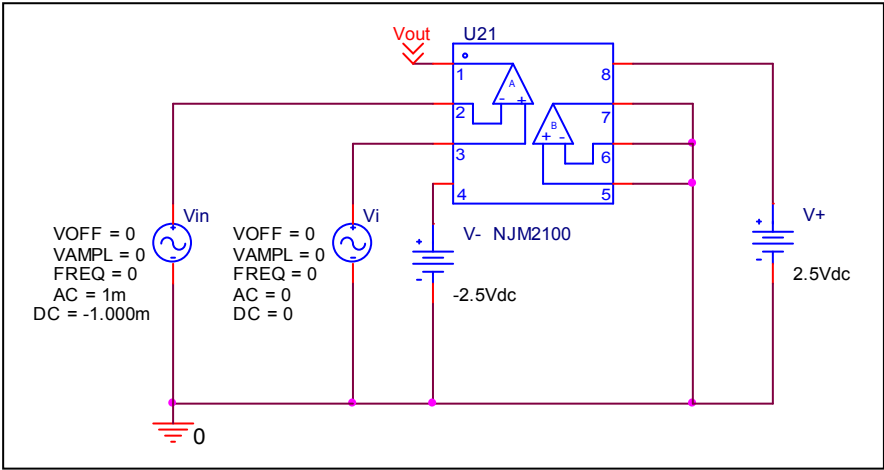 Vout
U21
1
A
8
2
7
B
3
6
4
5
Vin
VOFF = 0
VAMPL = 0
FREQ = 0
AC = 1m
DC = -1.000m
Vi
VOFF = 0
VAMPL = 0
FREQ = 0
AC = 0
DC = 0
V- NJM2100
-2.5Vdc
V+
2.5Vdc
0